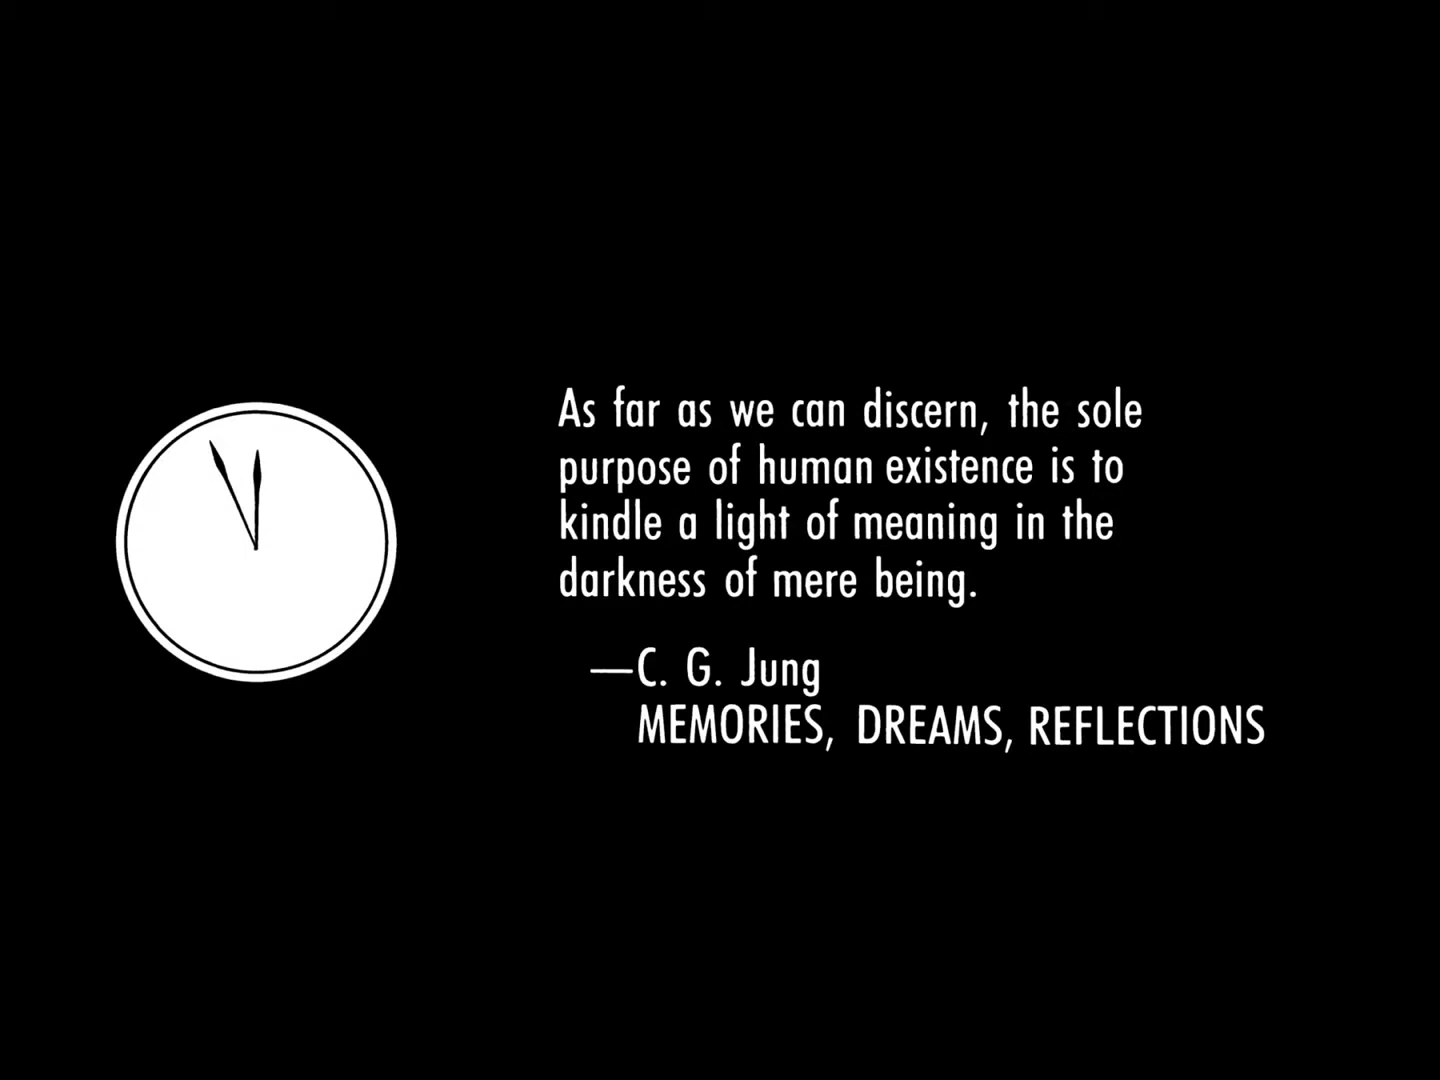 As far as we can discern, the sole
purpose of human existence is to
kindle a light of meaning in the
darkness of mere being.
—C. G. Jung
MEMORIES, DREAMS, REFLECTIONS